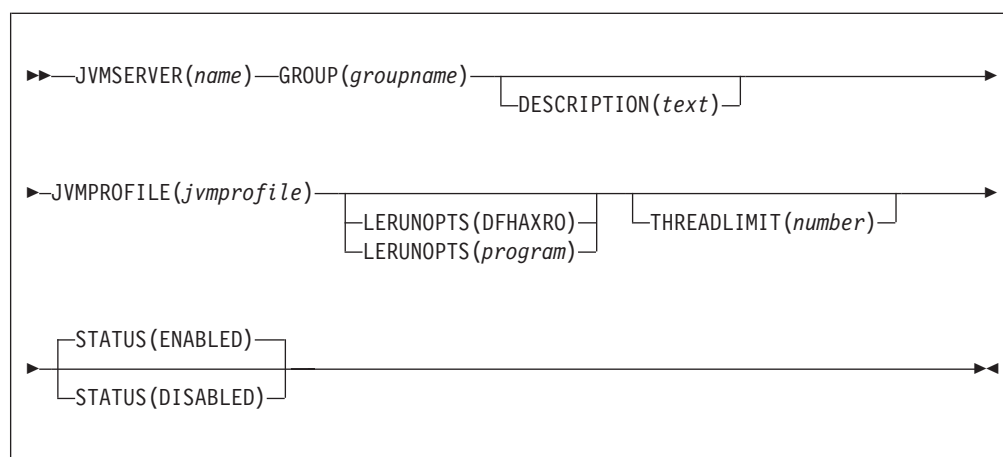 JVMSERVER(name) GROUP(groupname)
DESCRIPTION(text)
JVMPROFILE(jvmprofile)
LERUNOPTS(DFHAXRO)
THREADLIMIT(number)
LERUNOPTS(program)
STATUS(ENABLED)
STATUS(DISABLED)